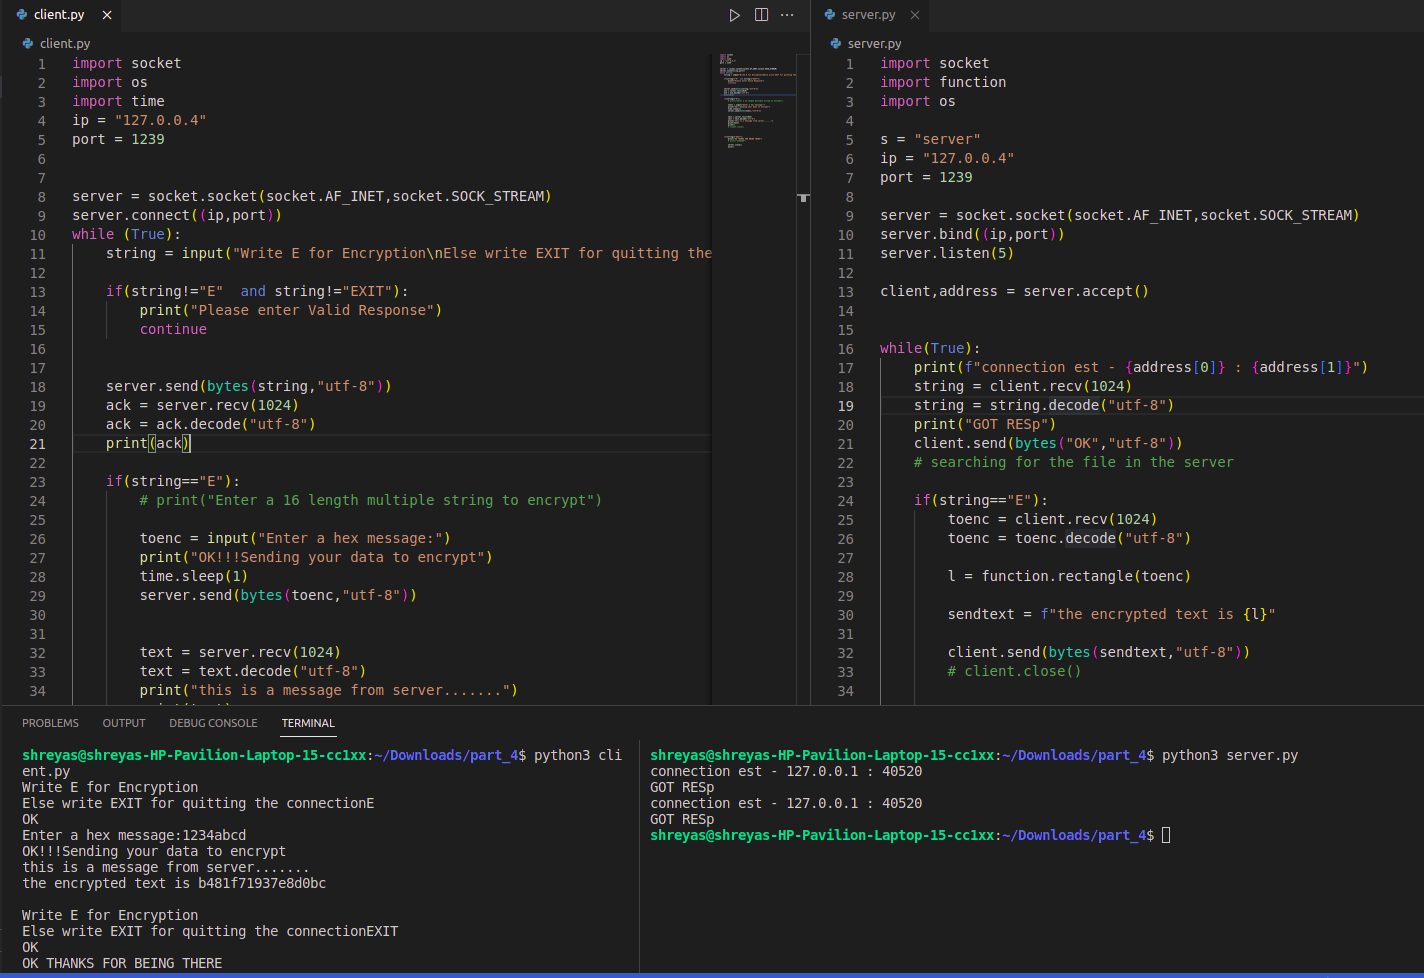 client.py
client.py
1 import socket
2 import os
3 import time
4 ip = "127.0.0.4"
5 port = 1239
6
7
8 server = socket.socket(socket.AF_INET,socket.SOCK_STREAM)
9 server.connect((ip,port))
10 while (True):
11 string = input("Write E for Encryption\nElse write EXIT for quitting the
12
13 if(string!="E"  and string!="EXIT"):
14 print("Please enter Valid Response")
15 continue
16
17
18 server.send(bytes(string,"utf-8"))
19 ack = server.recv(1024)
20 ack = ack.decode("utf-8")
21 print(ack)
22
23 if(string=="E"):
24 # print("Enter a 16 length multiple string to encrypt")
25
26 toenc = input("Enter a hex message:")
27 print("OK!!!Sending your data to encrypt")
28 time.sleep(1)
29 server.send(bytes(toenc,"utf-8"))
30
31
32 text = server.recv(1024)
33 text = text.decode("utf-8")
34 print("this is a message from server.......")
server.py
server.py
1 import socket
2 import function
3 import os
4
5 s = "server"
6 ip = "127.0.0.4"
7 port = 1239
8
9 server = socket.socket(socket.AF_INET,socket.SOCK_STREAM)
10 server.bind((ip,port))
11 server.listen(5)
12
13 client,address = server.accept()
14
15
16 while(True):
17 print(f"connection est - {address[0]} : {address[1]}")
18 string = client.recv(1024)
19 string = string.decode("utf-8")
20 print("GOT RESp")
21 client.send(bytes("OK","utf-8"))
22 # searching for the file in the server
23
24 if(string=="E"):
25 toenc = client.recv(1024)
26 toenc = toenc.decode("utf-8")
27
28 l = function.rectangle(toenc)
29
30 sendtext = f"the encrypted text is {l}"
31
32 client.send(bytes(sendtext,"utf-8"))
33 # client.close()
34
PROBLEMS OUTPUT DEBUG CONSOLE TERMINAL
shreyas@shreyas-HP-Pavilion-Laptop-15-cc1xx:~/Downloads/part_4$ python3 cli
ent.py
Write E for Encryption
Else write EXIT for quitting the connectionE
OK
Enter a hex message:1234abcd
OK!!!Sending your data to encrypt
this is a message from server.......
the encrypted text is b481f71937e8d0bc
Write E for Encryption
Else write EXIT for quitting the connectionEXIT
OK
OK THANKS FOR BEING THERE
shreyas@shreyas-HP-Pavilion-Laptop-15-cc1xx:~/Downloads/part_4$ python3 server.py
connection est - 127.0.0.1 : 40520
GOT RESp
connection est - 127.0.0.1 : 40520
GOT RESp
shreyas@shreyas-HP-Pavilion-Laptop-15-cc1xx:~/Downloads/part_4$